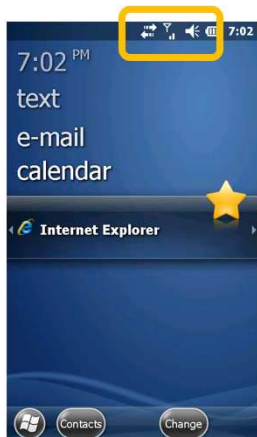 7:02
7:02 PM
text
e-mail
calendar
Internet Explorer
Contacts
Change